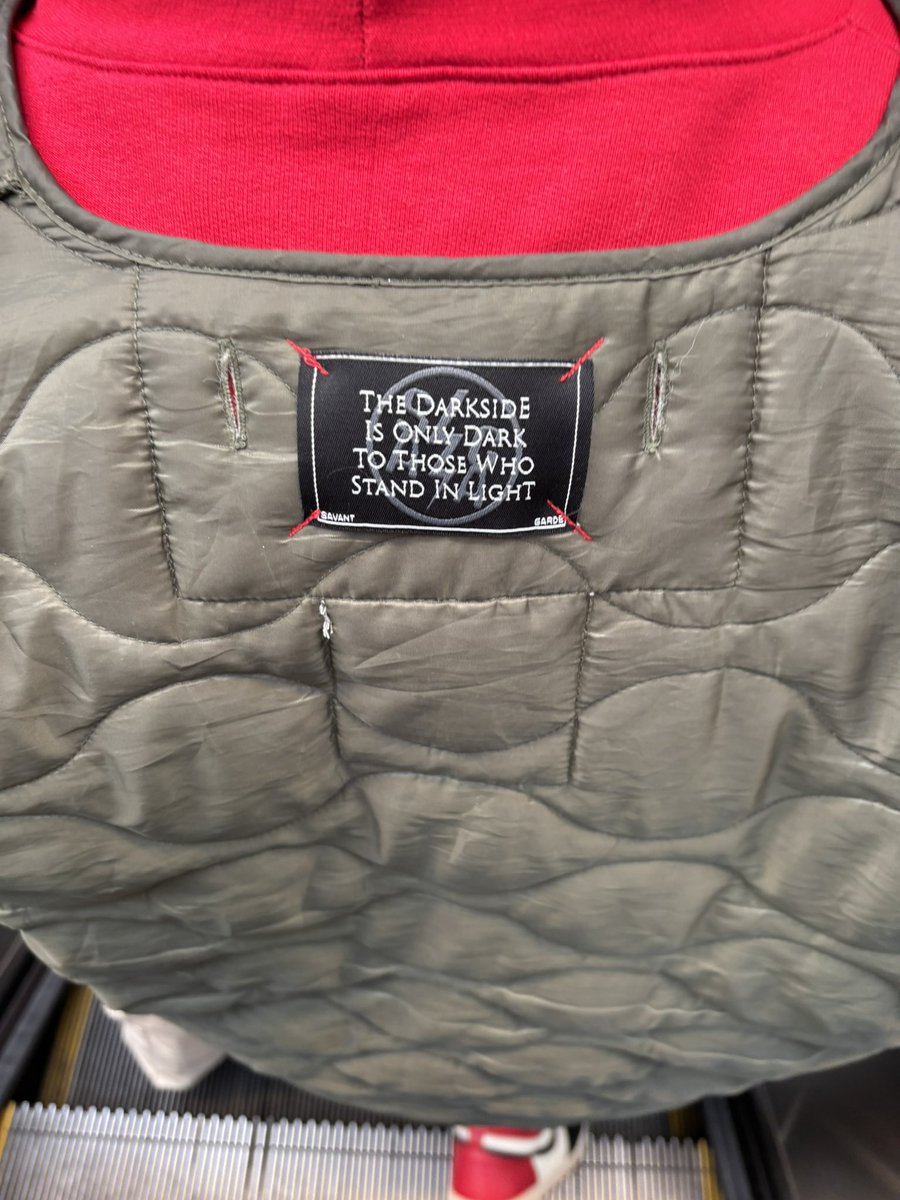 THE DARKSIDE
IS ONLY DARK
TO THOSE WHO
STAND IN LIGHT
SAVANT GARDE